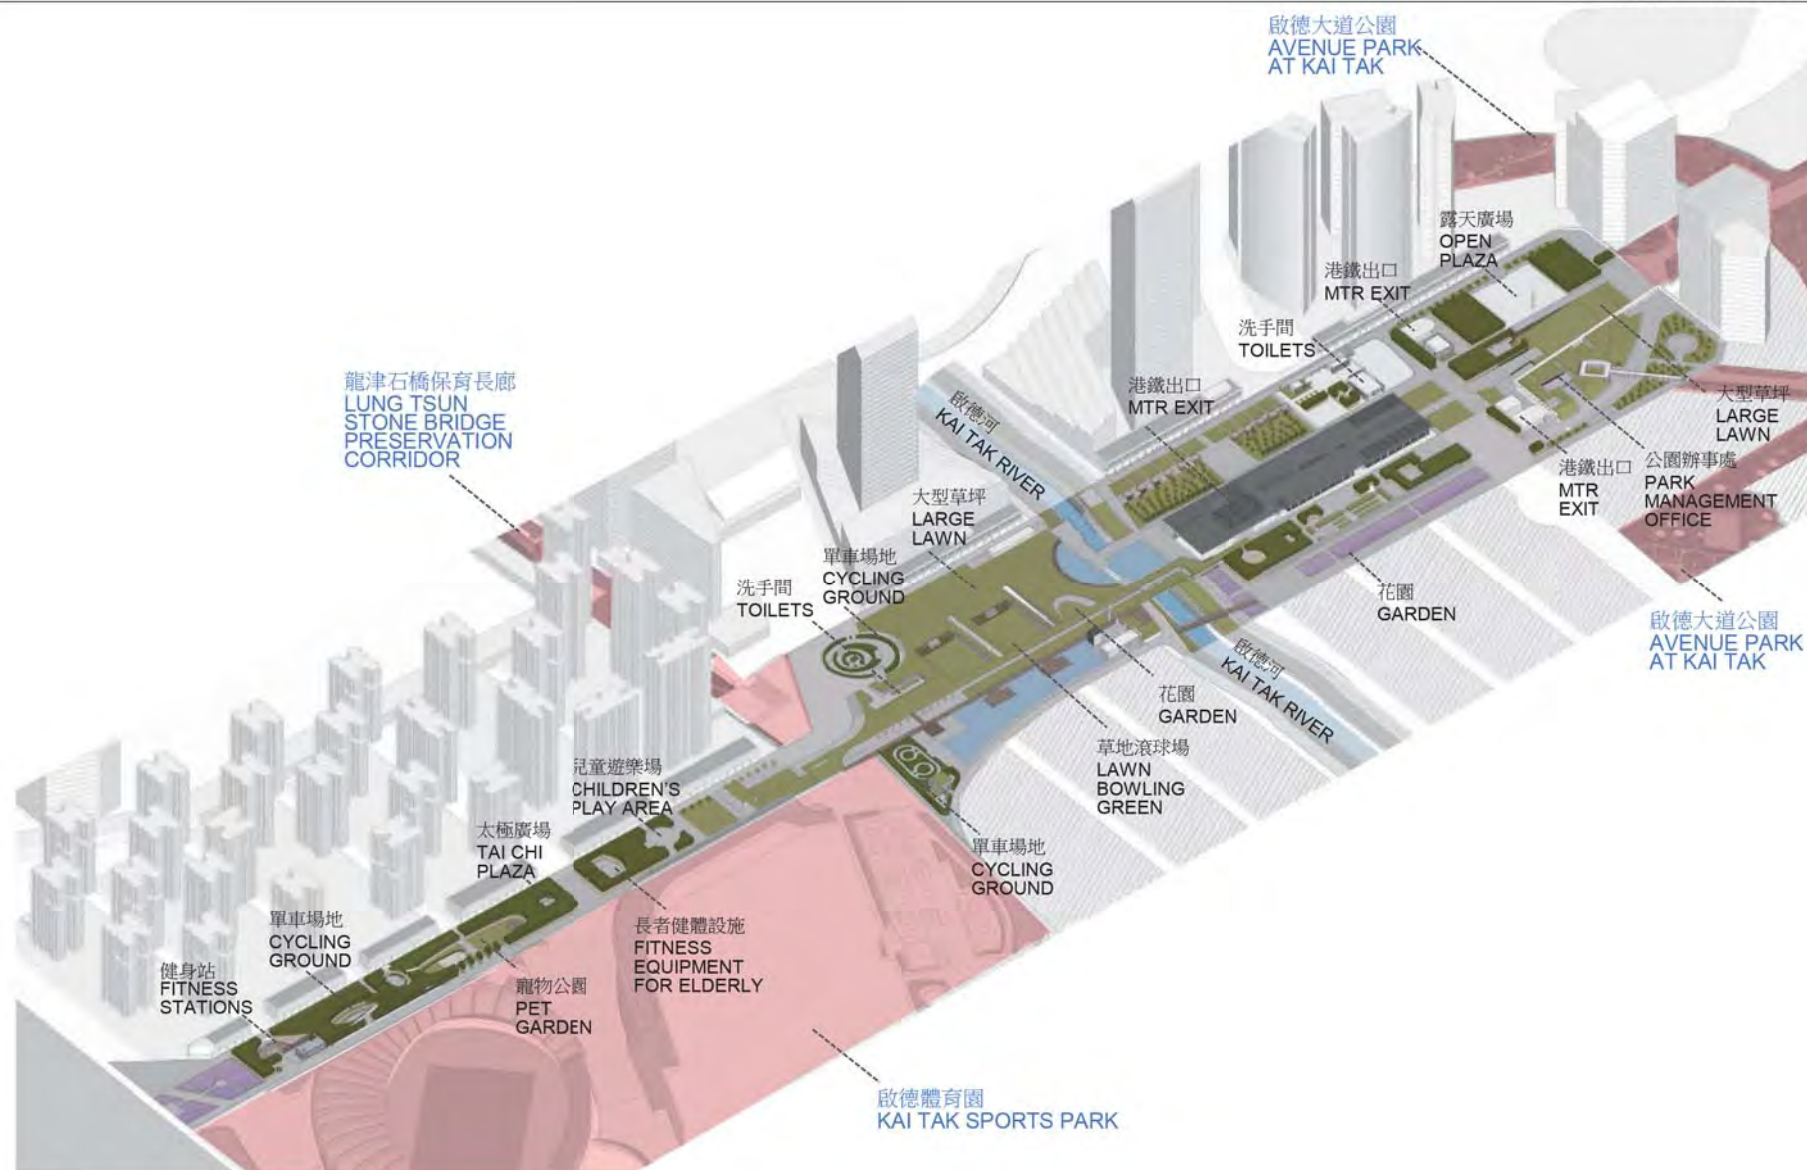 啟德大道公園
AVENUE PARK
AT KAI TAK
露天廣場
OPEN
PLAZA
港鐵出口
MTR EXIT
洗手間
TOILETS
港鐵出口
MTR EXIT
龍津石橋保育長廊
LUNG TSUN
STONE BRIDGE
PRESERVATION
CORRIDOR
啟德河
KAI TAK RIVER
大型草坪
LARGE
LAWN
港鐵出口
MTR
EXIT
公園辦事處
PARK
MANAGEMENT
OFFICE
大型草坪
LARGE
LAWN
單車場地
CYCLING
GROUND
洗手間
TOILETS
花園
GARDEN
啟德大道公園
AVENUE PARK
AT KAI TAK
啟德河
KAI TAK RIVER
花園
GARDEN
草地滾球場
LAWN
BOWLING
GREEN
兒童遊樂場
CHILDREN'S
PLAY AREA
太極廣場
TAI CHI
PLAZA
單車場地
CYCLING
GROUND
單車場地
CYCLING
GROUND
長者健體設施
FITNESS
EQUIPMENT
FOR ELDERLY
健身站
FITNESS
STATIONS
寵物公園
PET
GARDEN
啟德體育園
KAI TAK SPORTS PARK